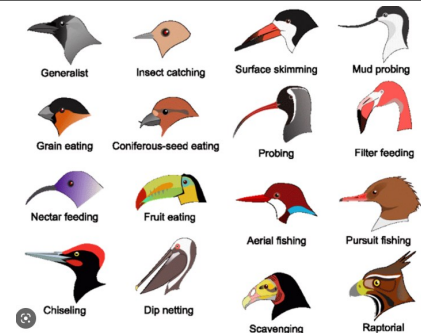 Generalist
Insect catching
Surface skimming
Mud probing
Grain eating
Coniferous-seed eating
Probing
Filter feeding
Nectar feeding
Fruit eating
Aerial fishing
Pursuit fishing
Chiseling
Dip netting
Scavenging
Raptorial